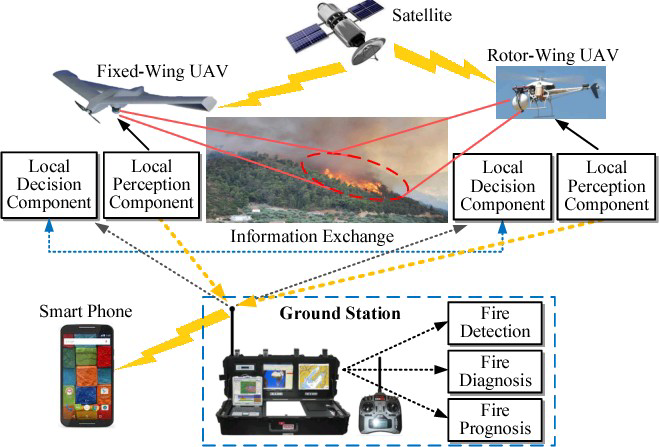 Satellite
Fixed-Wing UAV
Rotor-Wing UAV
Local
Decision
Component
Local
Perception
Component
Local
Decision
Component
Local
Perception
Component
Information Exchange
Smart Phone
Ground Station
Fire
Detection
Fire
Diagnosis
Fire
Prognosis